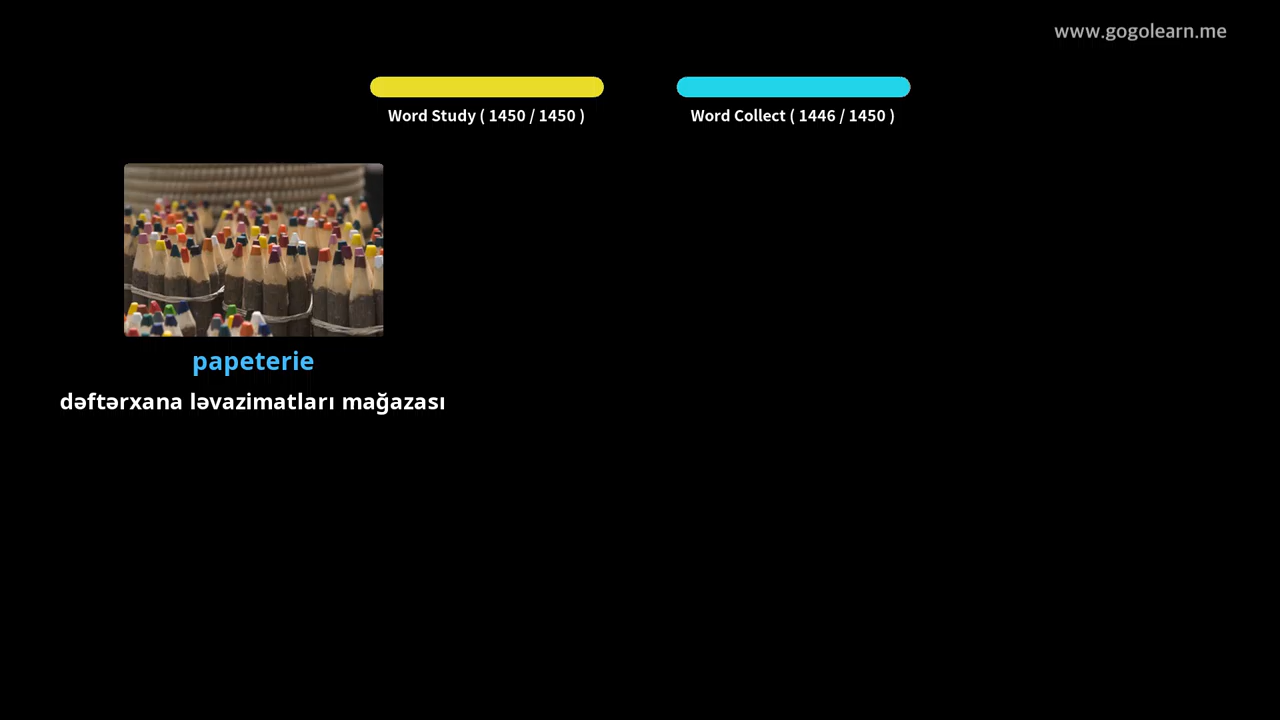 www.gogolearn.me
Word Study ( 1450 / 1450 )
Word Collect ( 1446 / 1450 )
papeterie
dəftərxana ləvazimatları mağazası